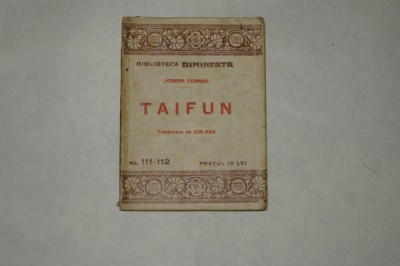 BIBLIOTECA DIMINEAȚA
JOSEPH CONRAD
TAIFUN
Traducere de ION PAS
No. 111-112 PREȚUL 10 LEI